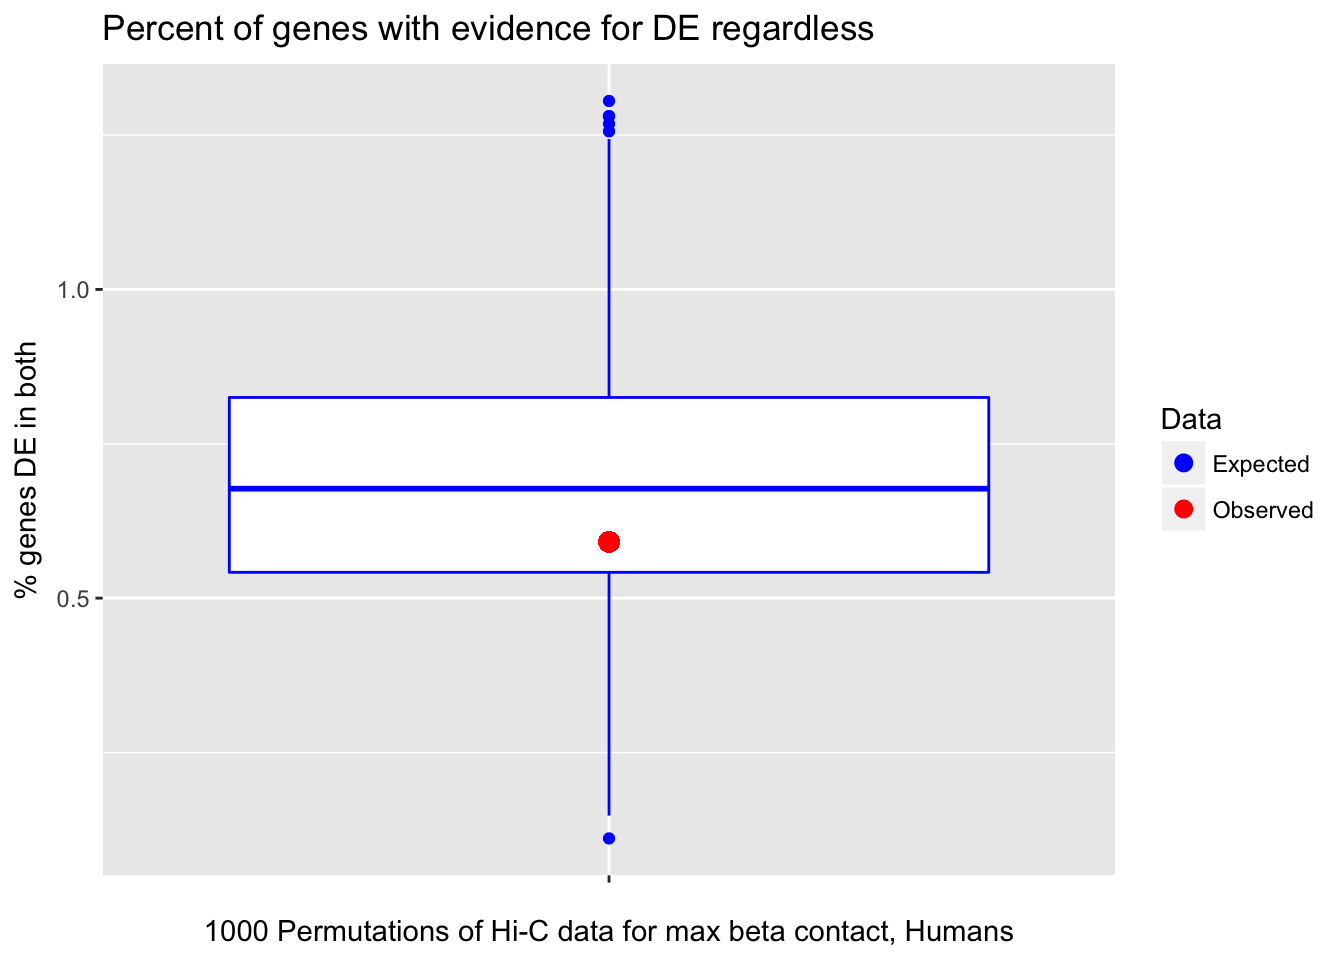 Percent of genes with evidence for DE regardless
% genes DE in both
1.0
0.5
Data
Expected
Observed
1000 Permutations of Hi-C data for max beta contact, Humans